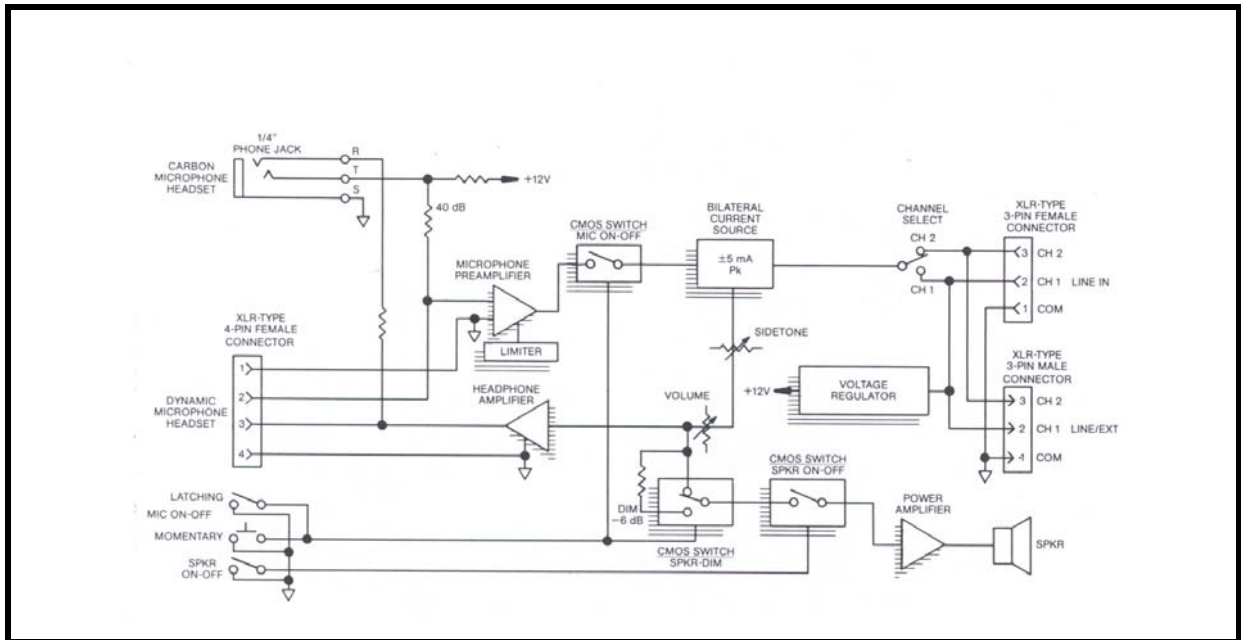 1/4"
PHONE JACK
R
T
S
CARBON
MICROPHONE
HEADSET
+12V
40 dB
CMOS SWITCH
MIC ON-OFF
BILATERAL
CURRENT
SOURCE
±5 mA
Pk
CHANNEL
SELECT
CH 2
CH 1
XLR-TYPE
3-PIN FEMALE
CONNECTOR
3 CH 2
2 CH 1 LINE IN
1 COM
MICROPHONE
PREAMPLIFIER
LIMITER
SIDETONE
XLR-TYPE
4-PIN FEMALE
CONNECTOR
1
2
3
4
DYNAMIC
MICROPHONE
HEADSET
HEADPHONE
AMPLIFIER
VOLUME
+12V
VOLTAGE
REGULATOR
XLR-TYPE
3-PIN MALE
CONNECTOR
3 CH 2
2 CH 1 LINE/EXT
COM
LATCHING
MIC ON-OFF
MOMENTARY
SPKR
ON-OFF
DIM
−6 dB
CMOS SWITCH
SPKR-DIM
CMOS SWITCH
SPKR ON-OFF
POWER
AMPLIFIER
SPKR